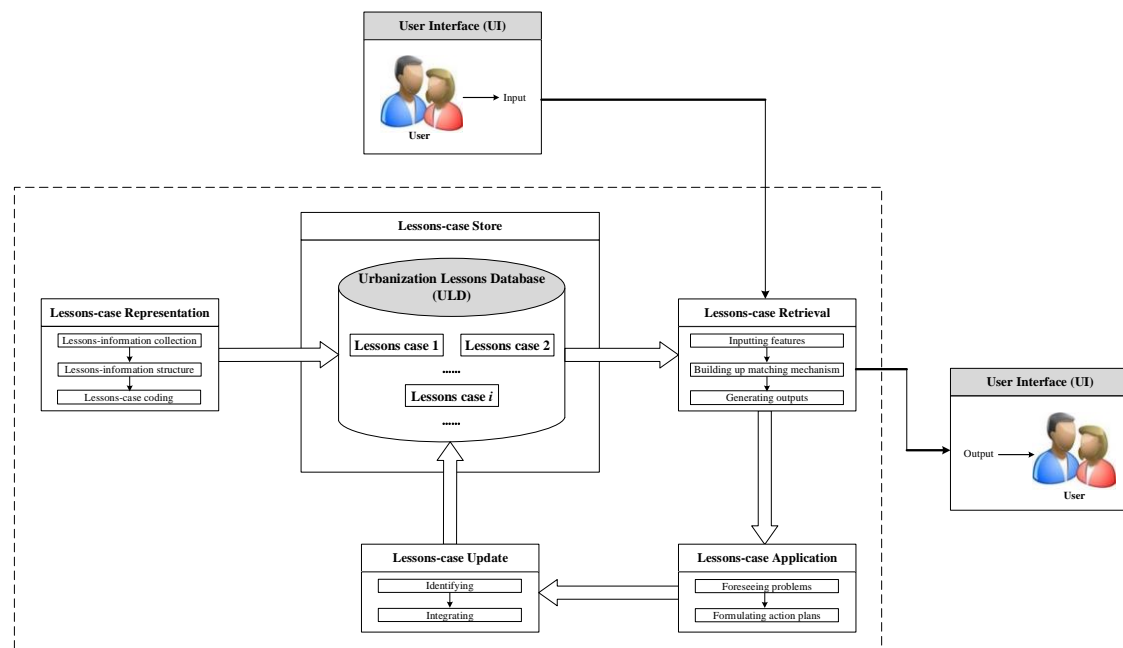 User Interface (UI)
Input
User
Lessons-case Store
Urbanization Lessons Database
(ULD)
Lessons case 1
Lessons case 2
......
Lessons case i
......
Lessons-case Representation
Lessons-information collection
Lessons-information structure
Lessons-case coding
Lessons-case Retrieval
Inputting features
Building up matching mechanism
Generating outputs
User Interface (UI)
Output
User
Lessons-case Update
Identifying
Integrating
Lessons-case Application
Foreseeing problems
Formulating action plans